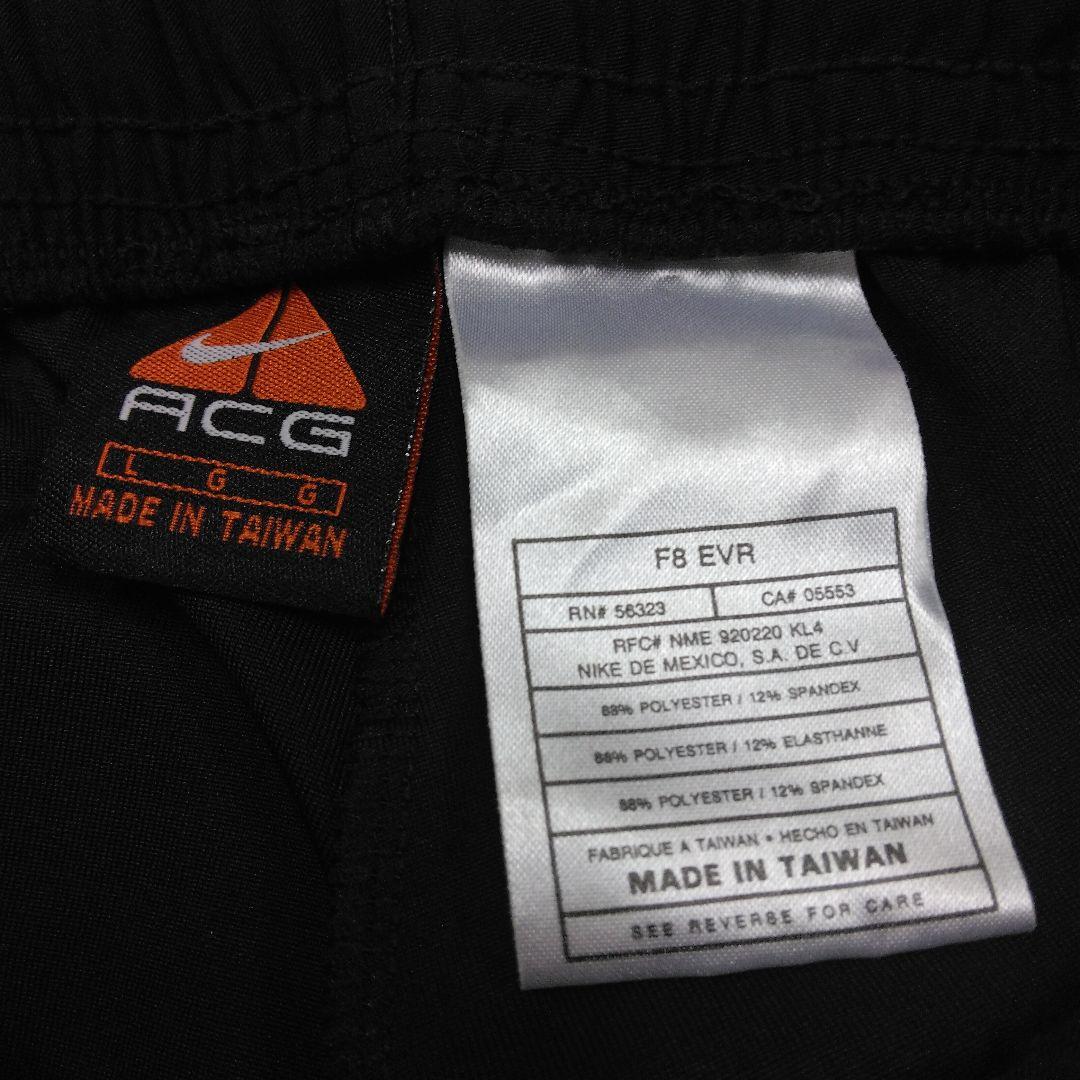 ACG
L G G
MADE IN TAIWAN
F8 EVR
RN# 56323 CA# 05553
RFC# NME 920220 KL4
NIKE DE MEXICO, S.A. DE C.V
88% POLYESTER / 12% SPANDEX
88% POLYESTER / 12% ELASTHANNE
88% POLYESTER / 12% SPANDEX
FABRIQUE A TAIWAN • HECHO EN TAIWAN
MADE IN TAIWAN
SEE REVERSE FOR CARE